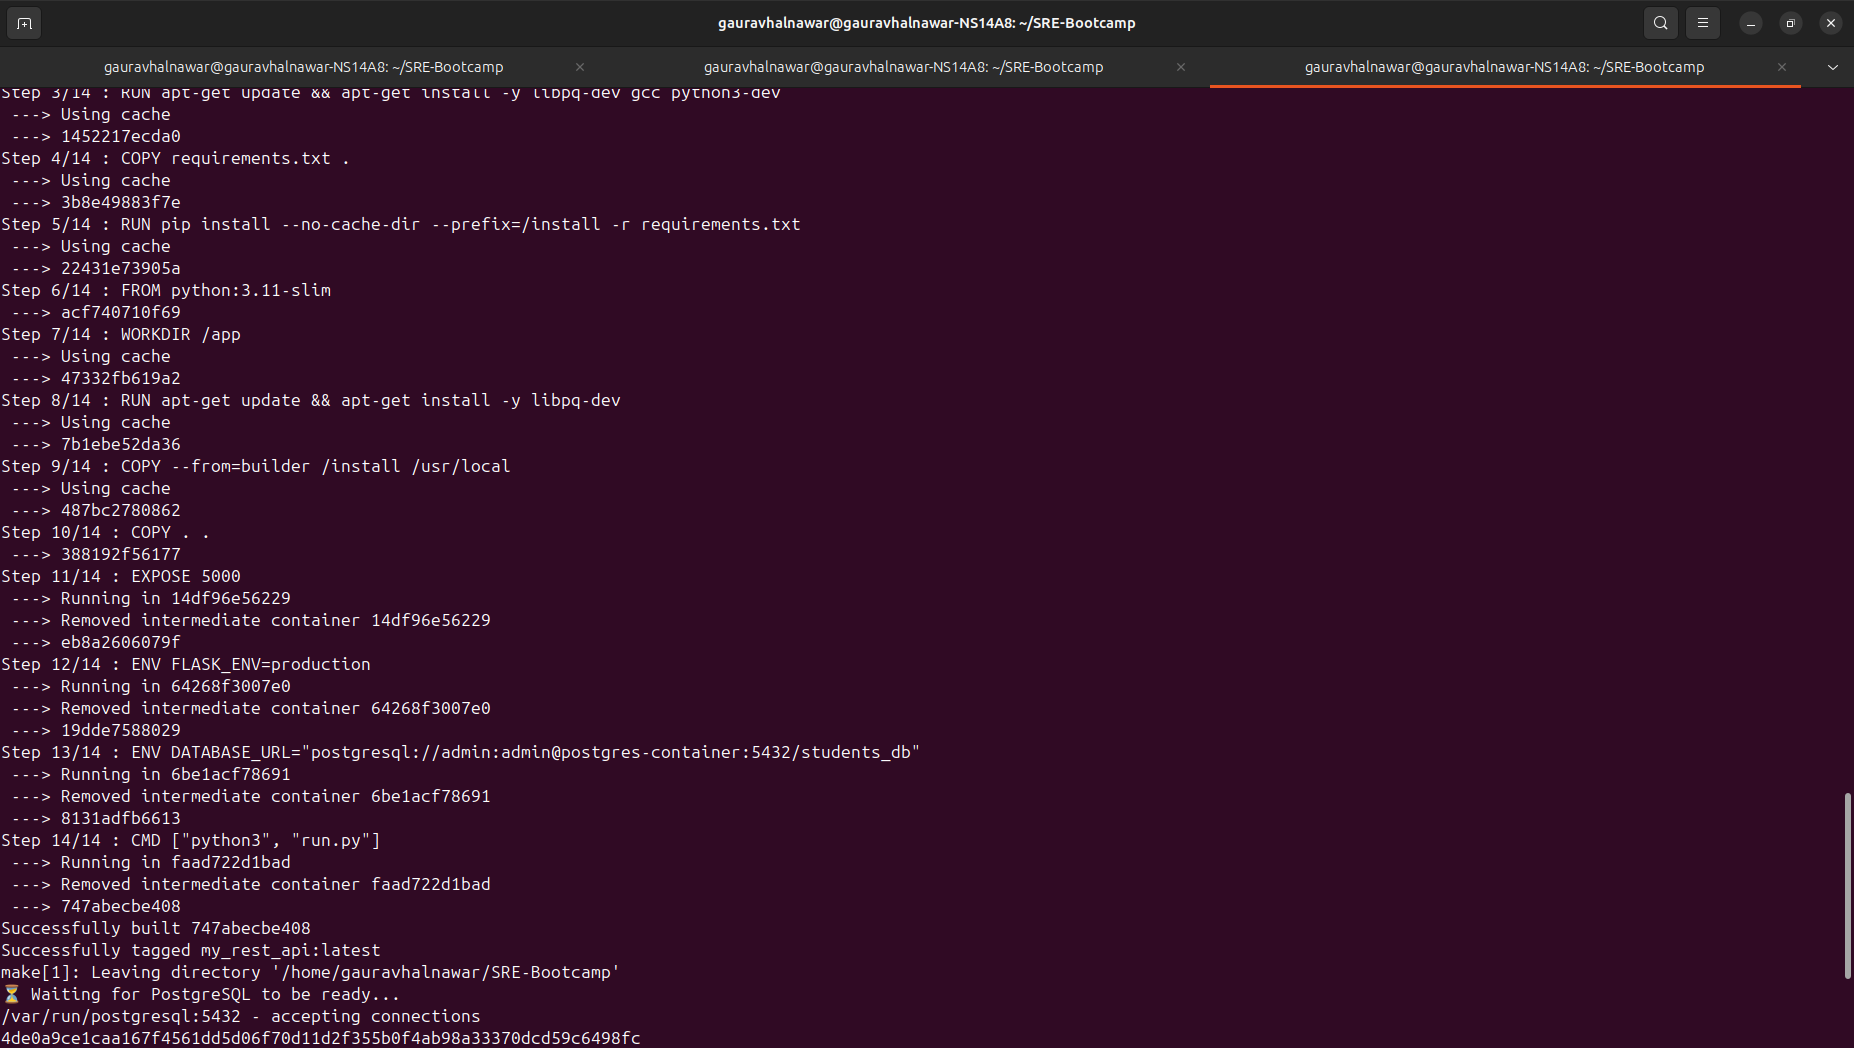 gauravhalnawar@gauravhalnawar-NS14A8: ~/SRE-Bootcamp
gauravhalnawar@gauravhalnawar-NS14A8: ~/SRE-Bootcamp
gauravhalnawar@gauravhalnawar-NS14A8: ~/SRE-Bootcamp
gauravhalnawar@gauravhalnawar-NS14A8: ~/SRE-Bootcamp
Step 3/14 : RUN apt-get update && apt-get install -y libpq-dev gcc python3-dev
 ---> Using cache
 ---> 1452217ecda0
Step 4/14 : COPY requirements.txt .
 ---> Using cache
 ---> 3b8e49883f7e
Step 5/14 : RUN pip install --no-cache-dir --prefix=/install -r requirements.txt
 ---> Using cache
 ---> 22431e73905a
Step 6/14 : FROM python:3.11-slim
 ---> acf740710f69
Step 7/14 : WORKDIR /app
 ---> Using cache
 ---> 47332fb619a2
Step 8/14 : RUN apt-get update && apt-get install -y libpq-dev
 ---> Using cache
 ---> 7b1ebe52da36
Step 9/14 : COPY --from=builder /install /usr/local
 ---> Using cache
 ---> 487bc2780862
Step 10/14 : COPY . .
 ---> 388192f56177
Step 11/14 : EXPOSE 5000
 ---> Running in 14df96e56229
 ---> Removed intermediate container 14df96e56229
 ---> eb8a2606079f
Step 12/14 : ENV FLASK_ENV=production
 ---> Running in 64268f3007e0
 ---> Removed intermediate container 64268f3007e0
 ---> 19dde7588029
Step 13/14 : ENV DATABASE_URL="postgresql://admin:admin@postgres-container:5432/students_db"
 ---> Running in 6be1acf78691
 ---> Removed intermediate container 6be1acf78691
 ---> 8131adfb6613
Step 14/14 : CMD ["python3", "run.py"]
 ---> Running in faad722d1bad
 ---> Removed intermediate container faad722d1bad
 ---> 747abecbe408
Successfully built 747abecbe408
Successfully tagged my_rest_api:latest
make[1]: Leaving directory '/home/gauravhalnawar/SRE-Bootcamp'
⏳ Waiting for PostgreSQL to be ready...
/var/run/postgresql:5432 - accepting connections
4de0a9ce1caa167f4561dd5d06f70d11d2f355b0f4ab98a33370dcd59c6498fc